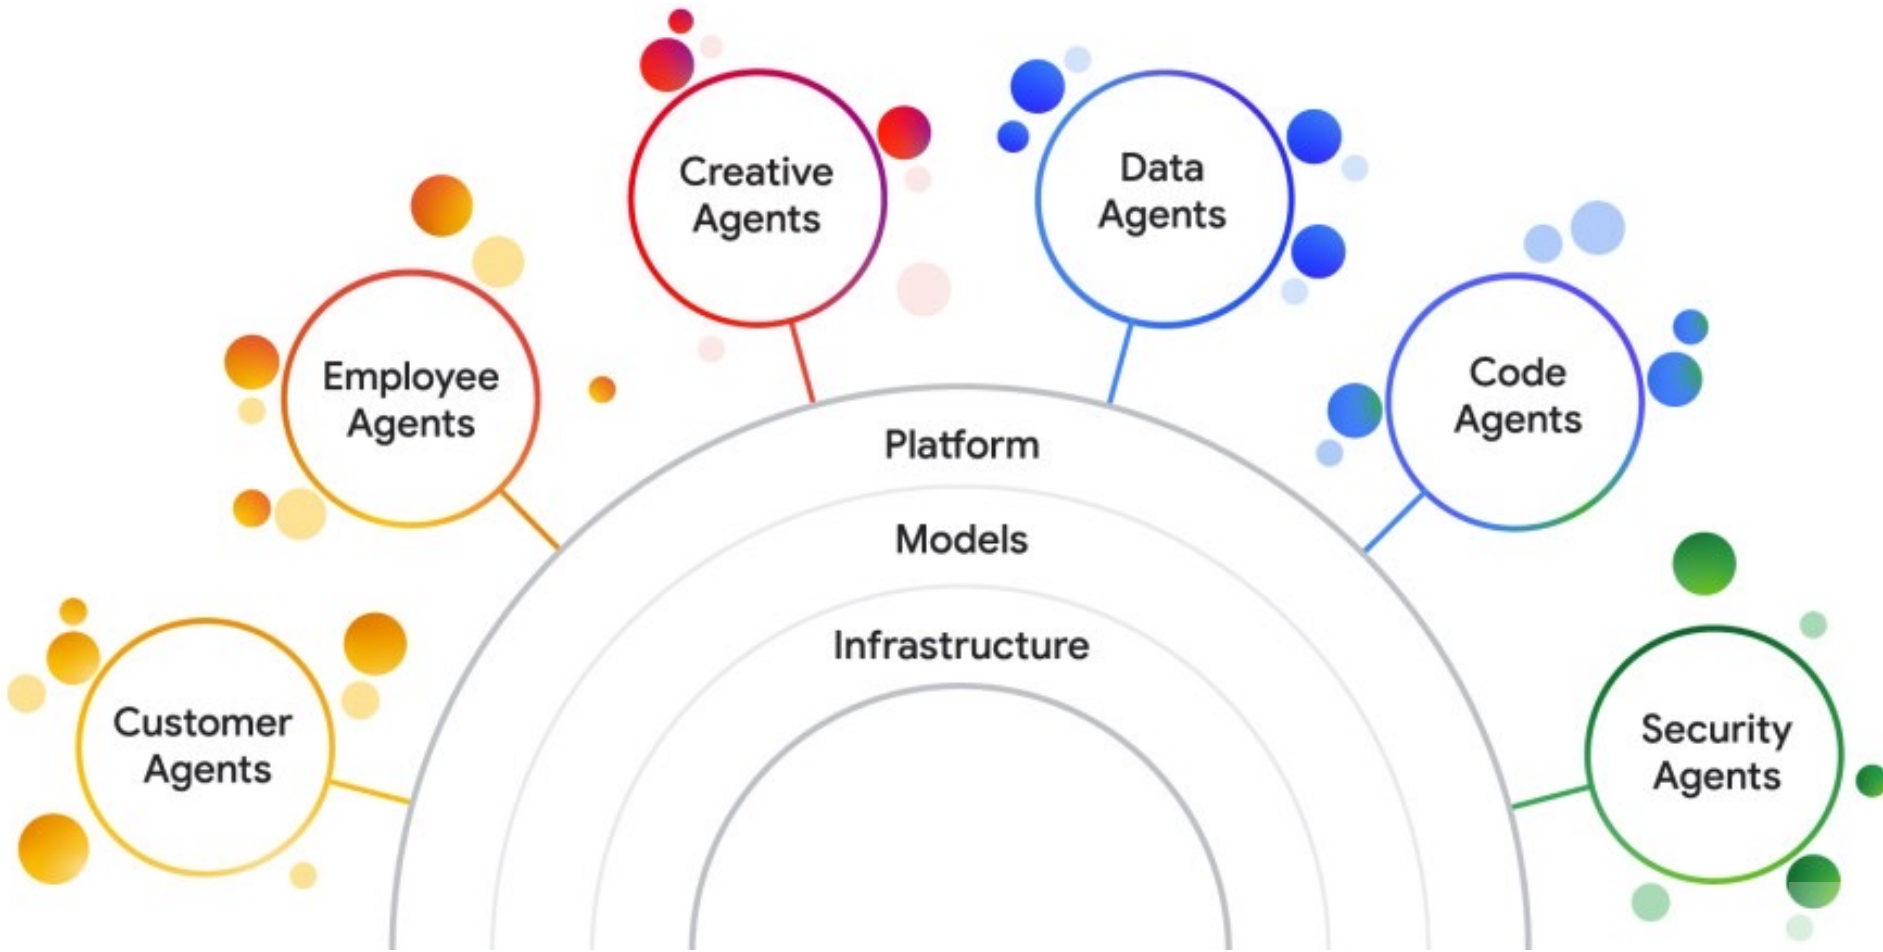 Creative
Agents
Data
Agents
Employee
Agents
Code
Agents
Platform
Models
Infrastructure
Customer
Agents
Security
Agents